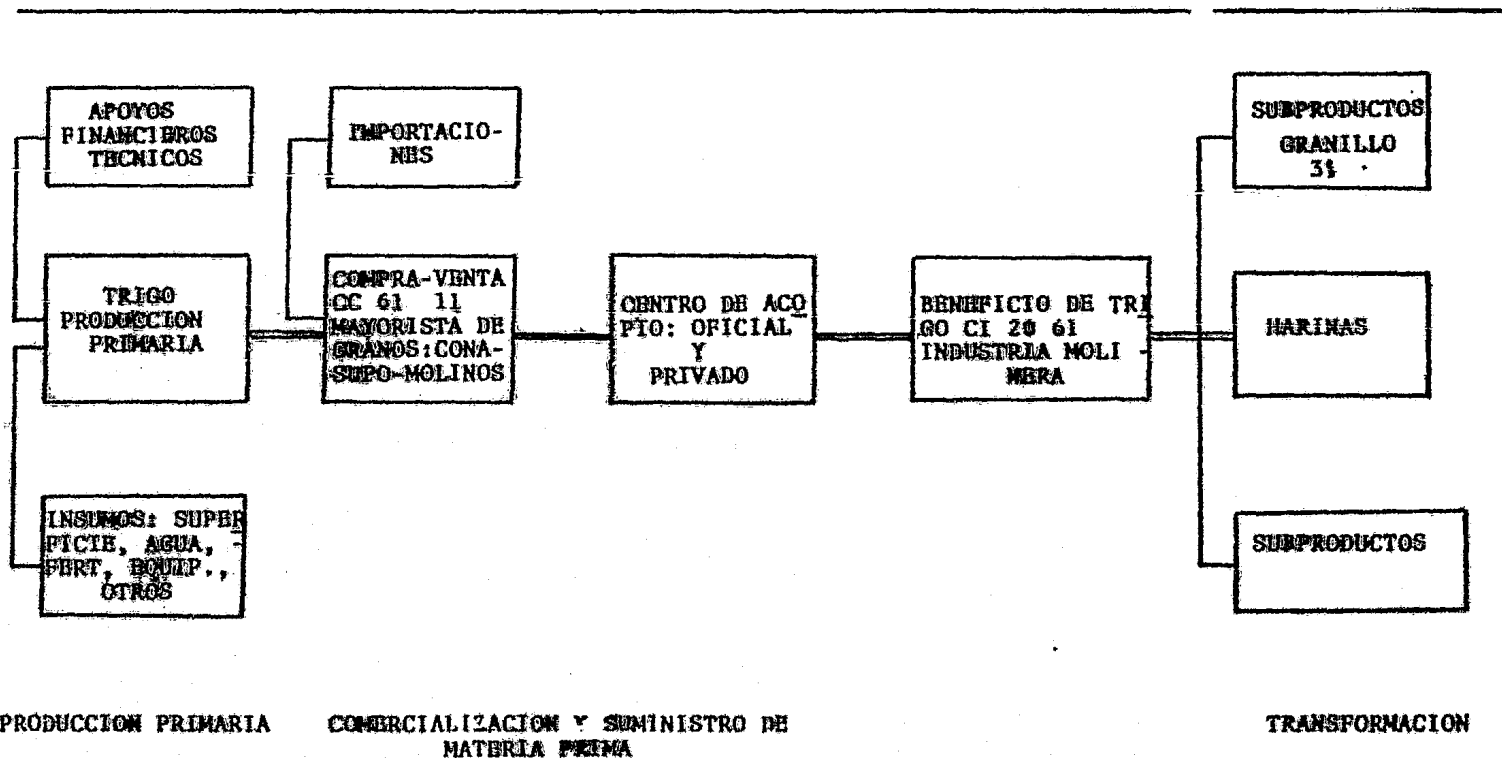 APOYOS
FINANCIEROS
TECNICOS
IMPORTACIO-
NES
SUBPRODUCTOS
GRANILLO
3%
TRIGO
PRODUCCION
PRIMARIA
COMPRA-VENTA
CC 61 11
MAYORISTA DE
GRANOS:CONA-
SUPO-MOLINOS
CENTRO DE ACO
PIO: OFICIAL
Y
PRIVADO
BENEFICIO DE TRI
GO CI 20 61
INDUSTRIA MOLI -
NERA
HARINAS
INSUMOS: SUPER
FICIE, AGUA, -
FERT, EQUIP.,
OTROS
SUBPRODUCTOS
PRODUCCION PRIMARIA
COMERCIALIZACION Y SUMINISTRO DE
MATERIA PRIMA
TRANSFORMACION